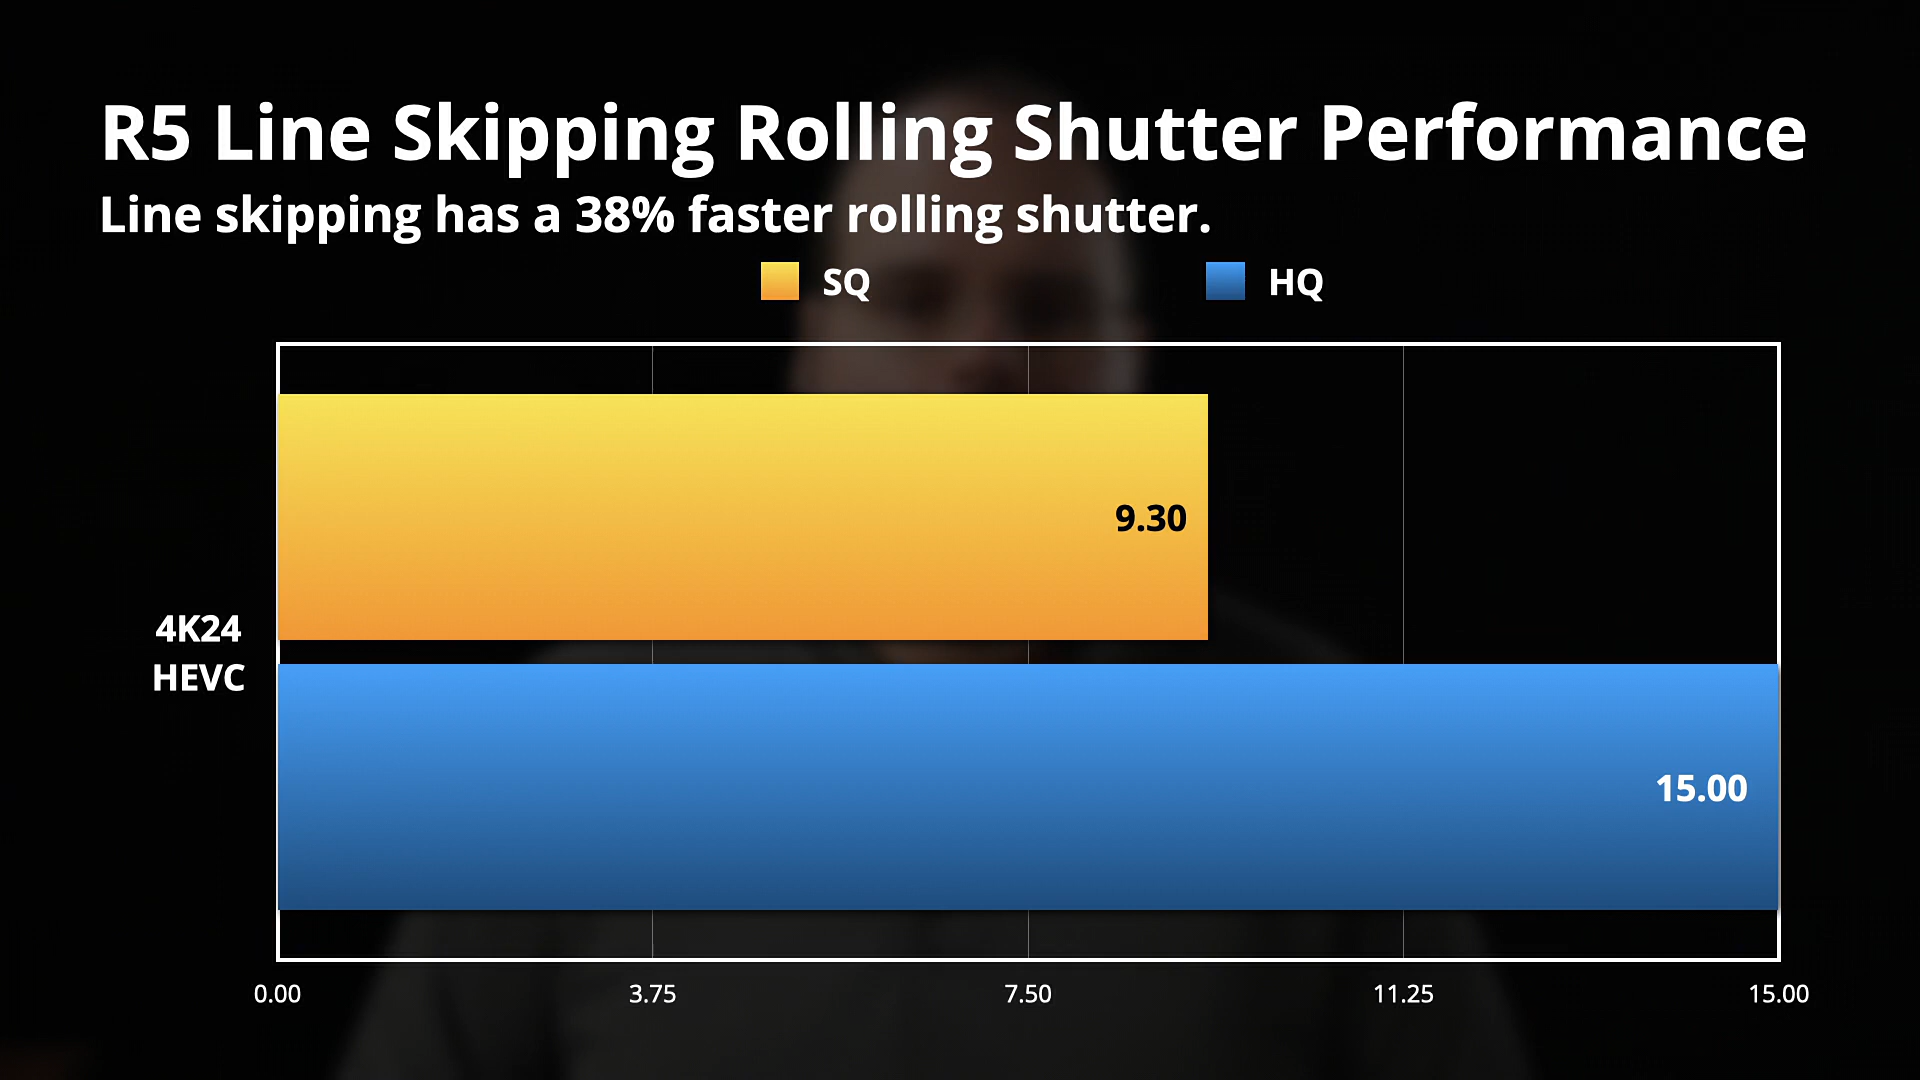 R5 Line Skipping Rolling Shutter Performance
Line skipping has a 38% faster rolling shutter.
SQ HQ
9.30
4K24
HEVC
15.00
0.00 3.75 7.50 11.25 15.00